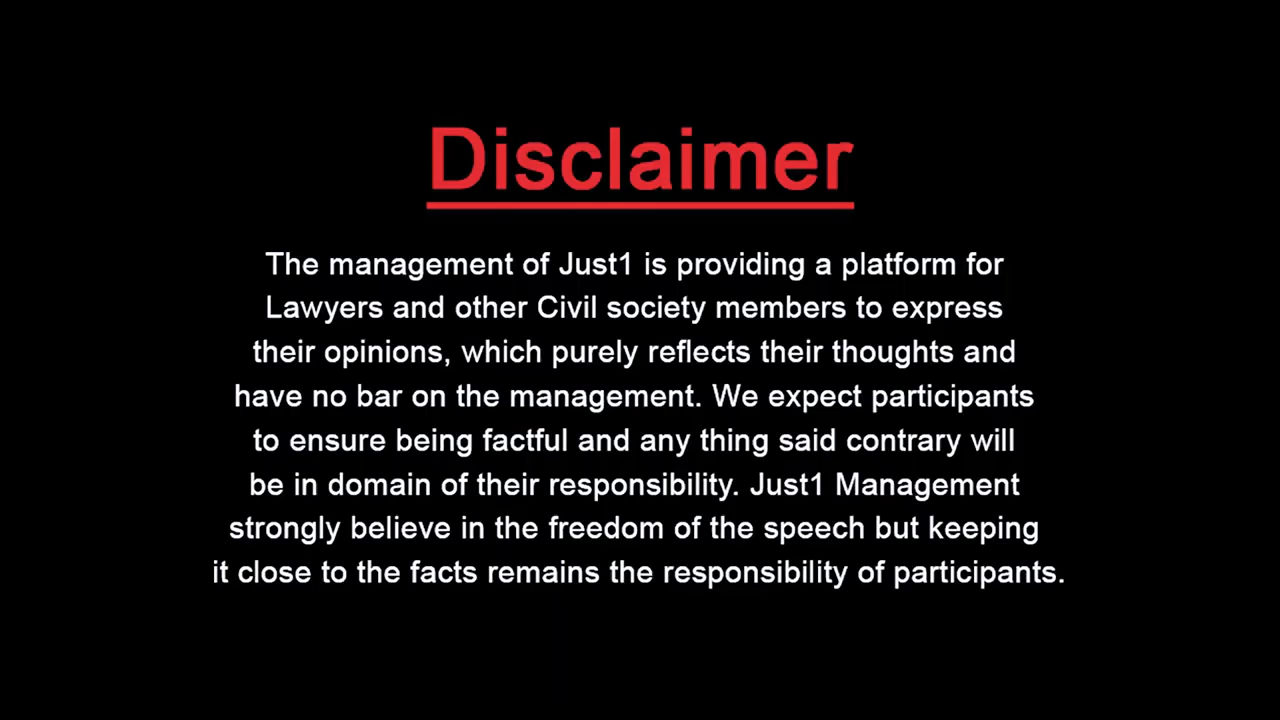 Disclaimer
The management of Just1 is providing a platform for
Lawyers and other Civil society members to express
their opinions, which purely reflects their thoughts and
have no bar on the management. We expect participants
to ensure being factful and any thing said contrary will
be in domain of their responsibility. Just1 Management
strongly believe in the freedom of the speech but keeping
it close to the facts remains the responsibility of participants.